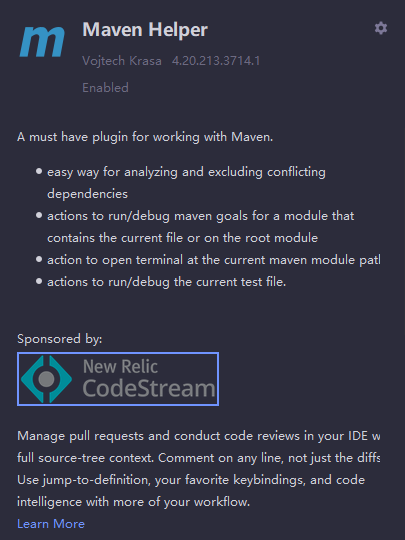 m
Maven Helper
Vojtech Krasa 4.20.213.3714.1
Enabled
A must have plugin for working with Maven.
easy way for analyzing and excluding conflicting
dependencies
actions to run/debug maven goals for a module that
contains the current file or on the root module
action to open terminal at the current maven module path
actions to run/debug the current test file.
Sponsored by:
New Relic
CodeStream
Manage pull requests and conduct code reviews in your IDE w
full source-tree context. Comment on any line, not just the diffs
Use jump-to-definition, your favorite keybindings, and code
intelligence with more of your workflow.
Learn More